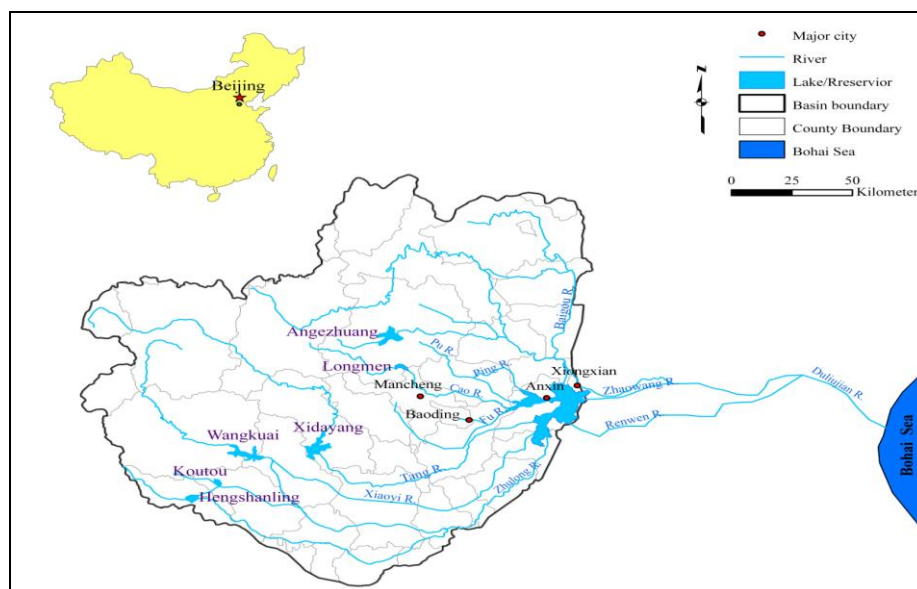 Beijing
Major city
River
Lake/Rreservior
Basin boundary
County Boundary
Bohai Sea
N
0 25 50
Kilometer
Baigou R.
Angezhuang
Pu R.
Ping R.
Longmen
Xiongxian
Mancheng
Anxin
Cao R.
Zhaowang R.
Duliujian R.
Baoding
Fu R.
Renwen R.
Bohai Sea
Wangkuai
Xidayang
Tang R.
Zhulong R.
Koutou
Xiaoyi R.
Hengshanling